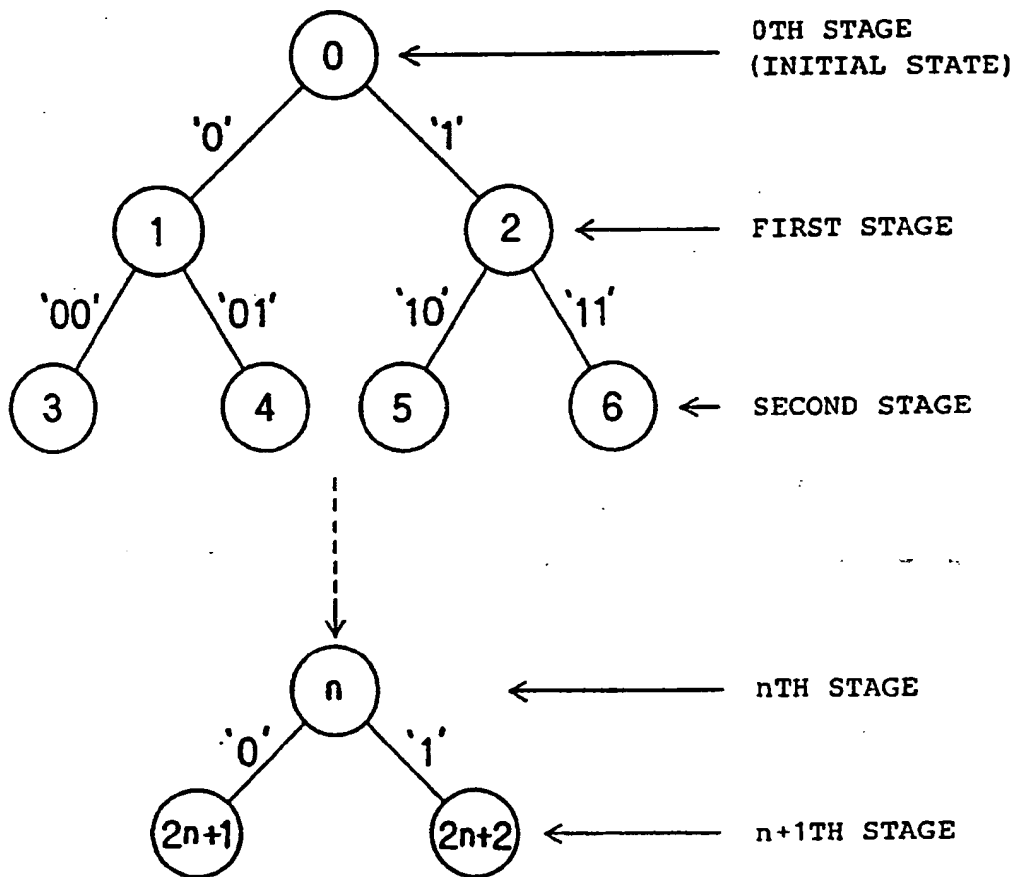 0
0TH STAGE
(INITIAL STATE)
'0'
'1'
1
2
FIRST STAGE
'00'
'01'
'10'
'11'
3
4
5
6
SECOND STAGE
n
nTH STAGE
'0'
'1'
2n+1
2n+2
n+1TH STAGE